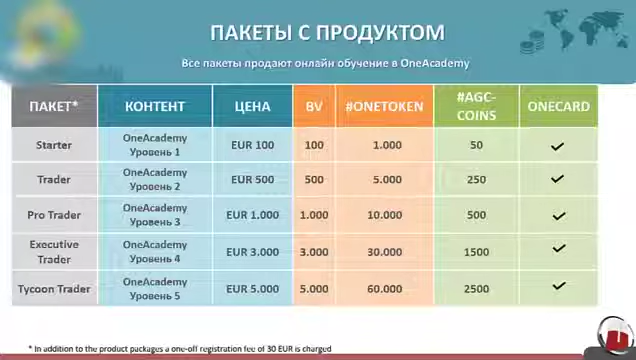 ПАКЕТЫ С ПРОДУКТОМ
Все пакеты продают онлайн обучение в OneAcademy
ПАКЕТ* КОНТЕНТ ЦЕНА BV #ONETOKEN #AGC-COINS ONECARD
Starter OneAcademy Уровень 1 EUR 100 100 1.000 50 ✓
Trader OneAcademy Уровень 2 EUR 500 500 5.000 250 ✓
Pro Trader OneAcademy Уровень 3 EUR 1.000 1.000 10.000 500 ✓
Executive Trader OneAcademy Уровень 4 EUR 3.000 3.000 30.000 1500 ✓
Tycoon Trader OneAcademy Уровень 5 EUR 5.000 5.000 60.000 2500 ✓
* In addition to the product packages a one-off registration fee of 30 EUR is charged